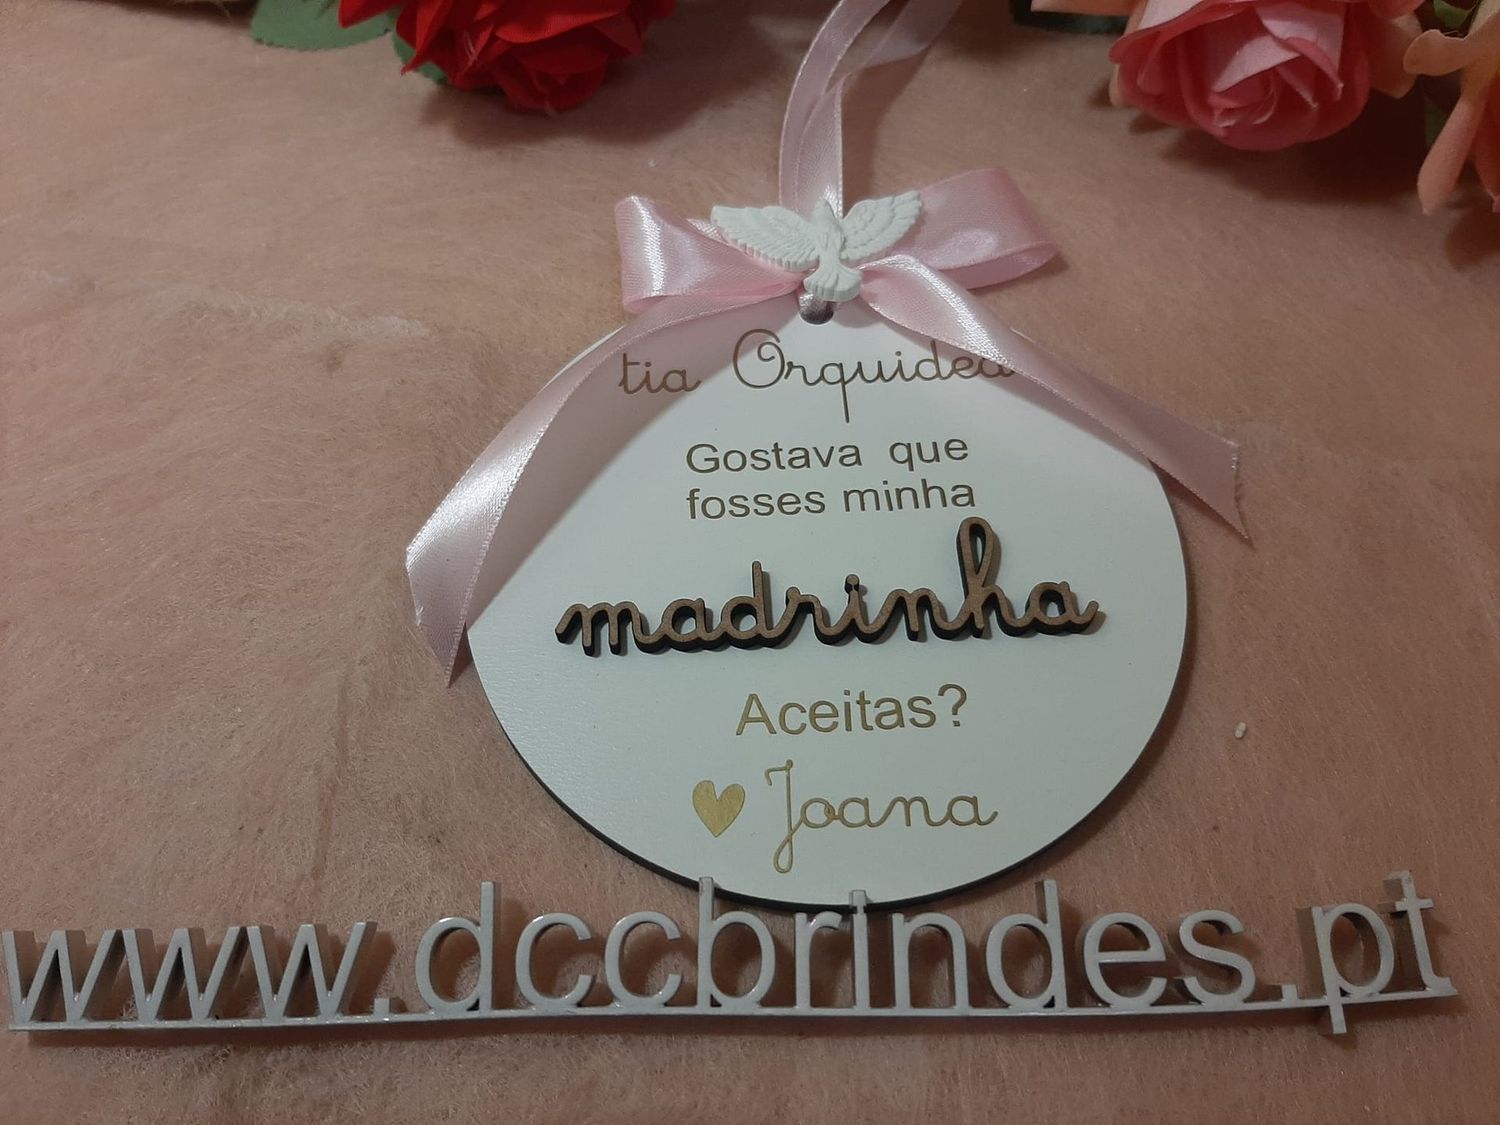 tia Orquidea
Gostava que
fosses minha
madrinha
Aceitas?
Joana
www.dccbrindes.pt